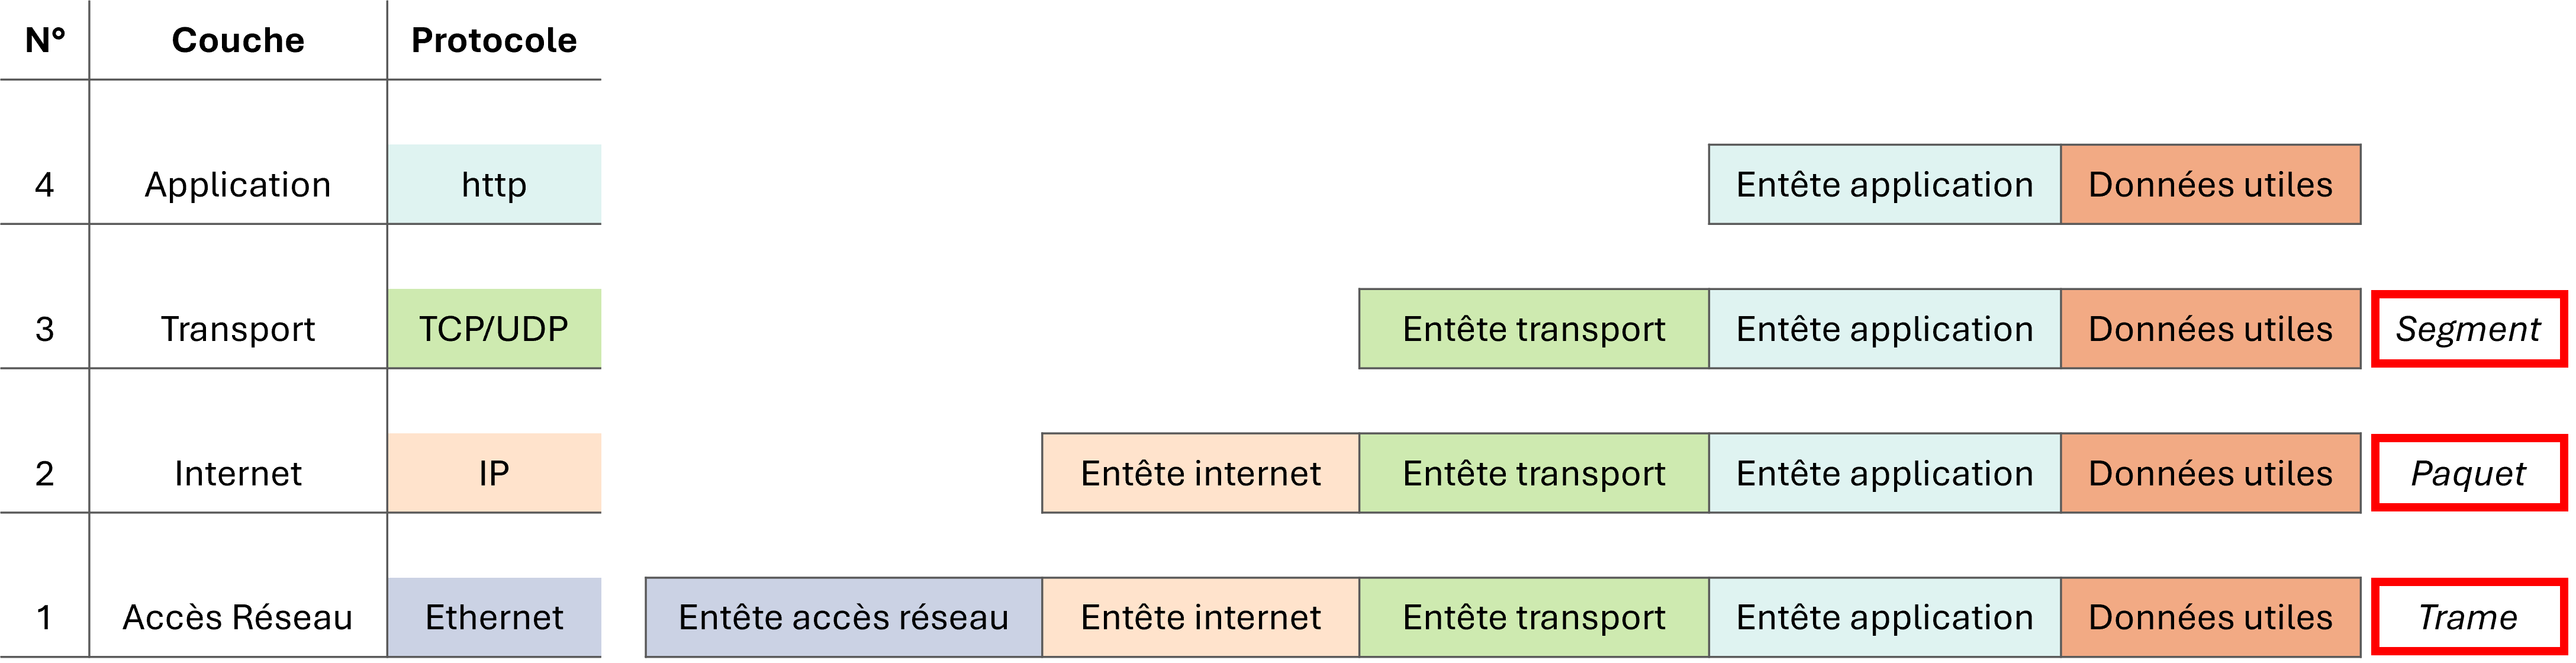 N° Couche Protocole
4 Application http Entête application Données utiles
3 Transport TCP/UDP Entête transport Entête application Données utiles Segment
2 Internet IP Entête internet Entête transport Entête application Données utiles Paquet
1 Accès Réseau Ethernet Entête accès réseau Entête internet Entête transport Entête application Données utiles Trame